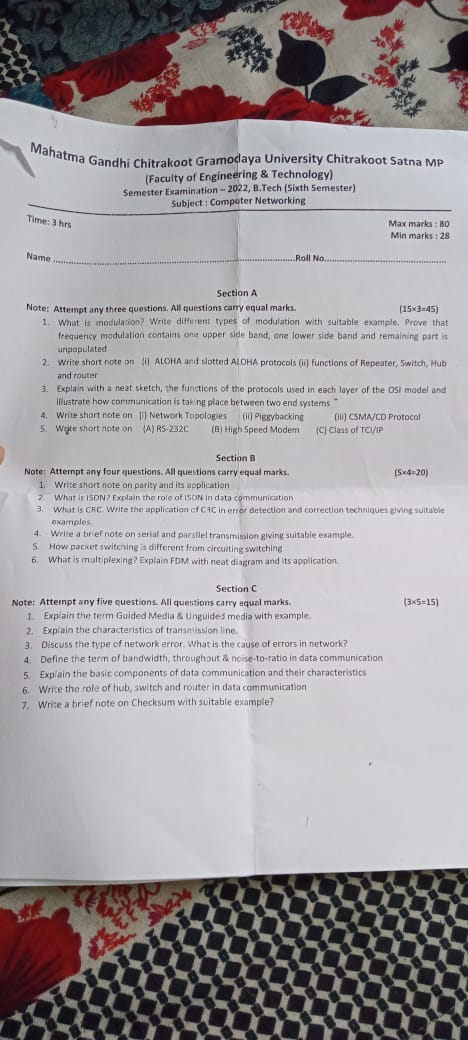 Mahatma Gandhi Chitrakoot Gramodaya University Chitrakoot Satna MP
(Faculty of Engineering & Technology)
Semester Examination – 2022, B.Tech (Sixth Semester)
Subject : Computer Networking
Time: 3 hrs
Max marks : 80
Min marks : 28
Name ........ Roll No........
Section A
Note: Attempt any three questions. All questions carry equal marks. (15×3=45)
1. What is modulation? Write different types of modulation with suitable example. Prove that
frequency modulation contains one upper side band, one lower side band and remaining part is
unpopulated
2. Write short note on (i) ALOHA and slotted ALOHA protocols (ii) functions of Repeater, Switch, Hub
and router
3. Explain with a neat sketch, the functions of the protocols used in each layer of the OSI model and
illustrate how communication is taking place between two end systems
4. Write short note on (i) Network Topologies (ii) Piggybacking (iii) CSMA/CD Protocol
5. Write short note on (A) RS-232C (B) High Speed Modem (C) Class of TCI/IP
Section B
Note: Attempt any four questions. All questions carry equal marks. (5×4=20)
1. Write short note on parity and its application
2. What is ISDN? Explain the role of ISDN in data communication
3. What is CRC. Write the application of CRC in error detection and correction techniques giving suitable
examples.
4. Write a brief note on serial and parallel transmission giving suitable example.
5. How packet switching is different from circuiting switching
6. What is multiplexing? Explain FDM with neat diagram and its application.
Section C
Note: Attempt any five questions. All questions carry equal marks. (3×5=15)
1. Explain the term Guided Media & Unguided media with example.
2. Explain the characteristics of transmission line.
3. Discuss the type of network error. What is the cause of errors in network?
4. Define the term of bandwidth, throughout & noise-to-ratio in data communication
5. Explain the basic components of data communication and their characteristics
6. Write the role of hub, switch and router in data communication
7. Write a brief note on Checksum with suitable example?